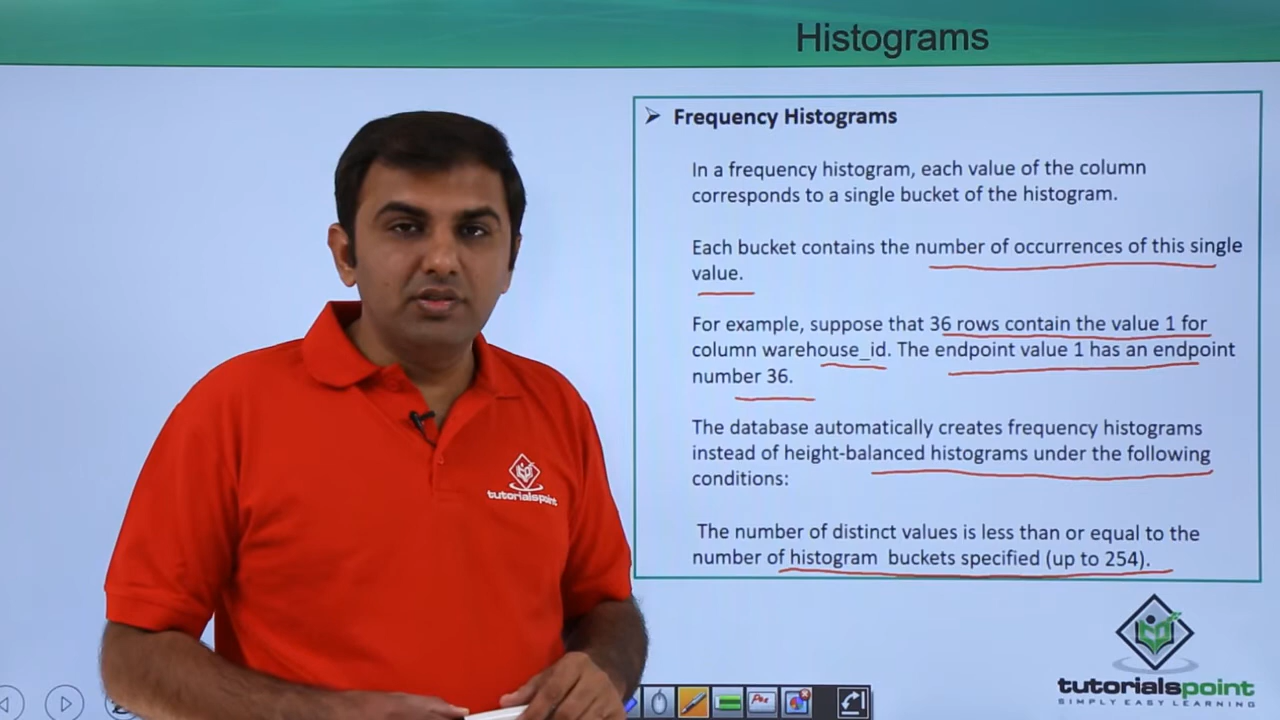 Histograms
Frequency Histograms
In a frequency histogram, each value of the column
corresponds to a single bucket of the histogram.
Each bucket contains the number of occurrences of this single
value.
For example, suppose that 36 rows contain the value 1 for
column warehouse_id. The endpoint value 1 has an endpoint
number 36.
The database automatically creates frequency histograms
instead of height-balanced histograms under the following
conditions:
The number of distinct values is less than or equal to the
number of histogram buckets specified (up to 254).
tutorialspoint
tutorialspoint
SIMPLY EASY LEARNING